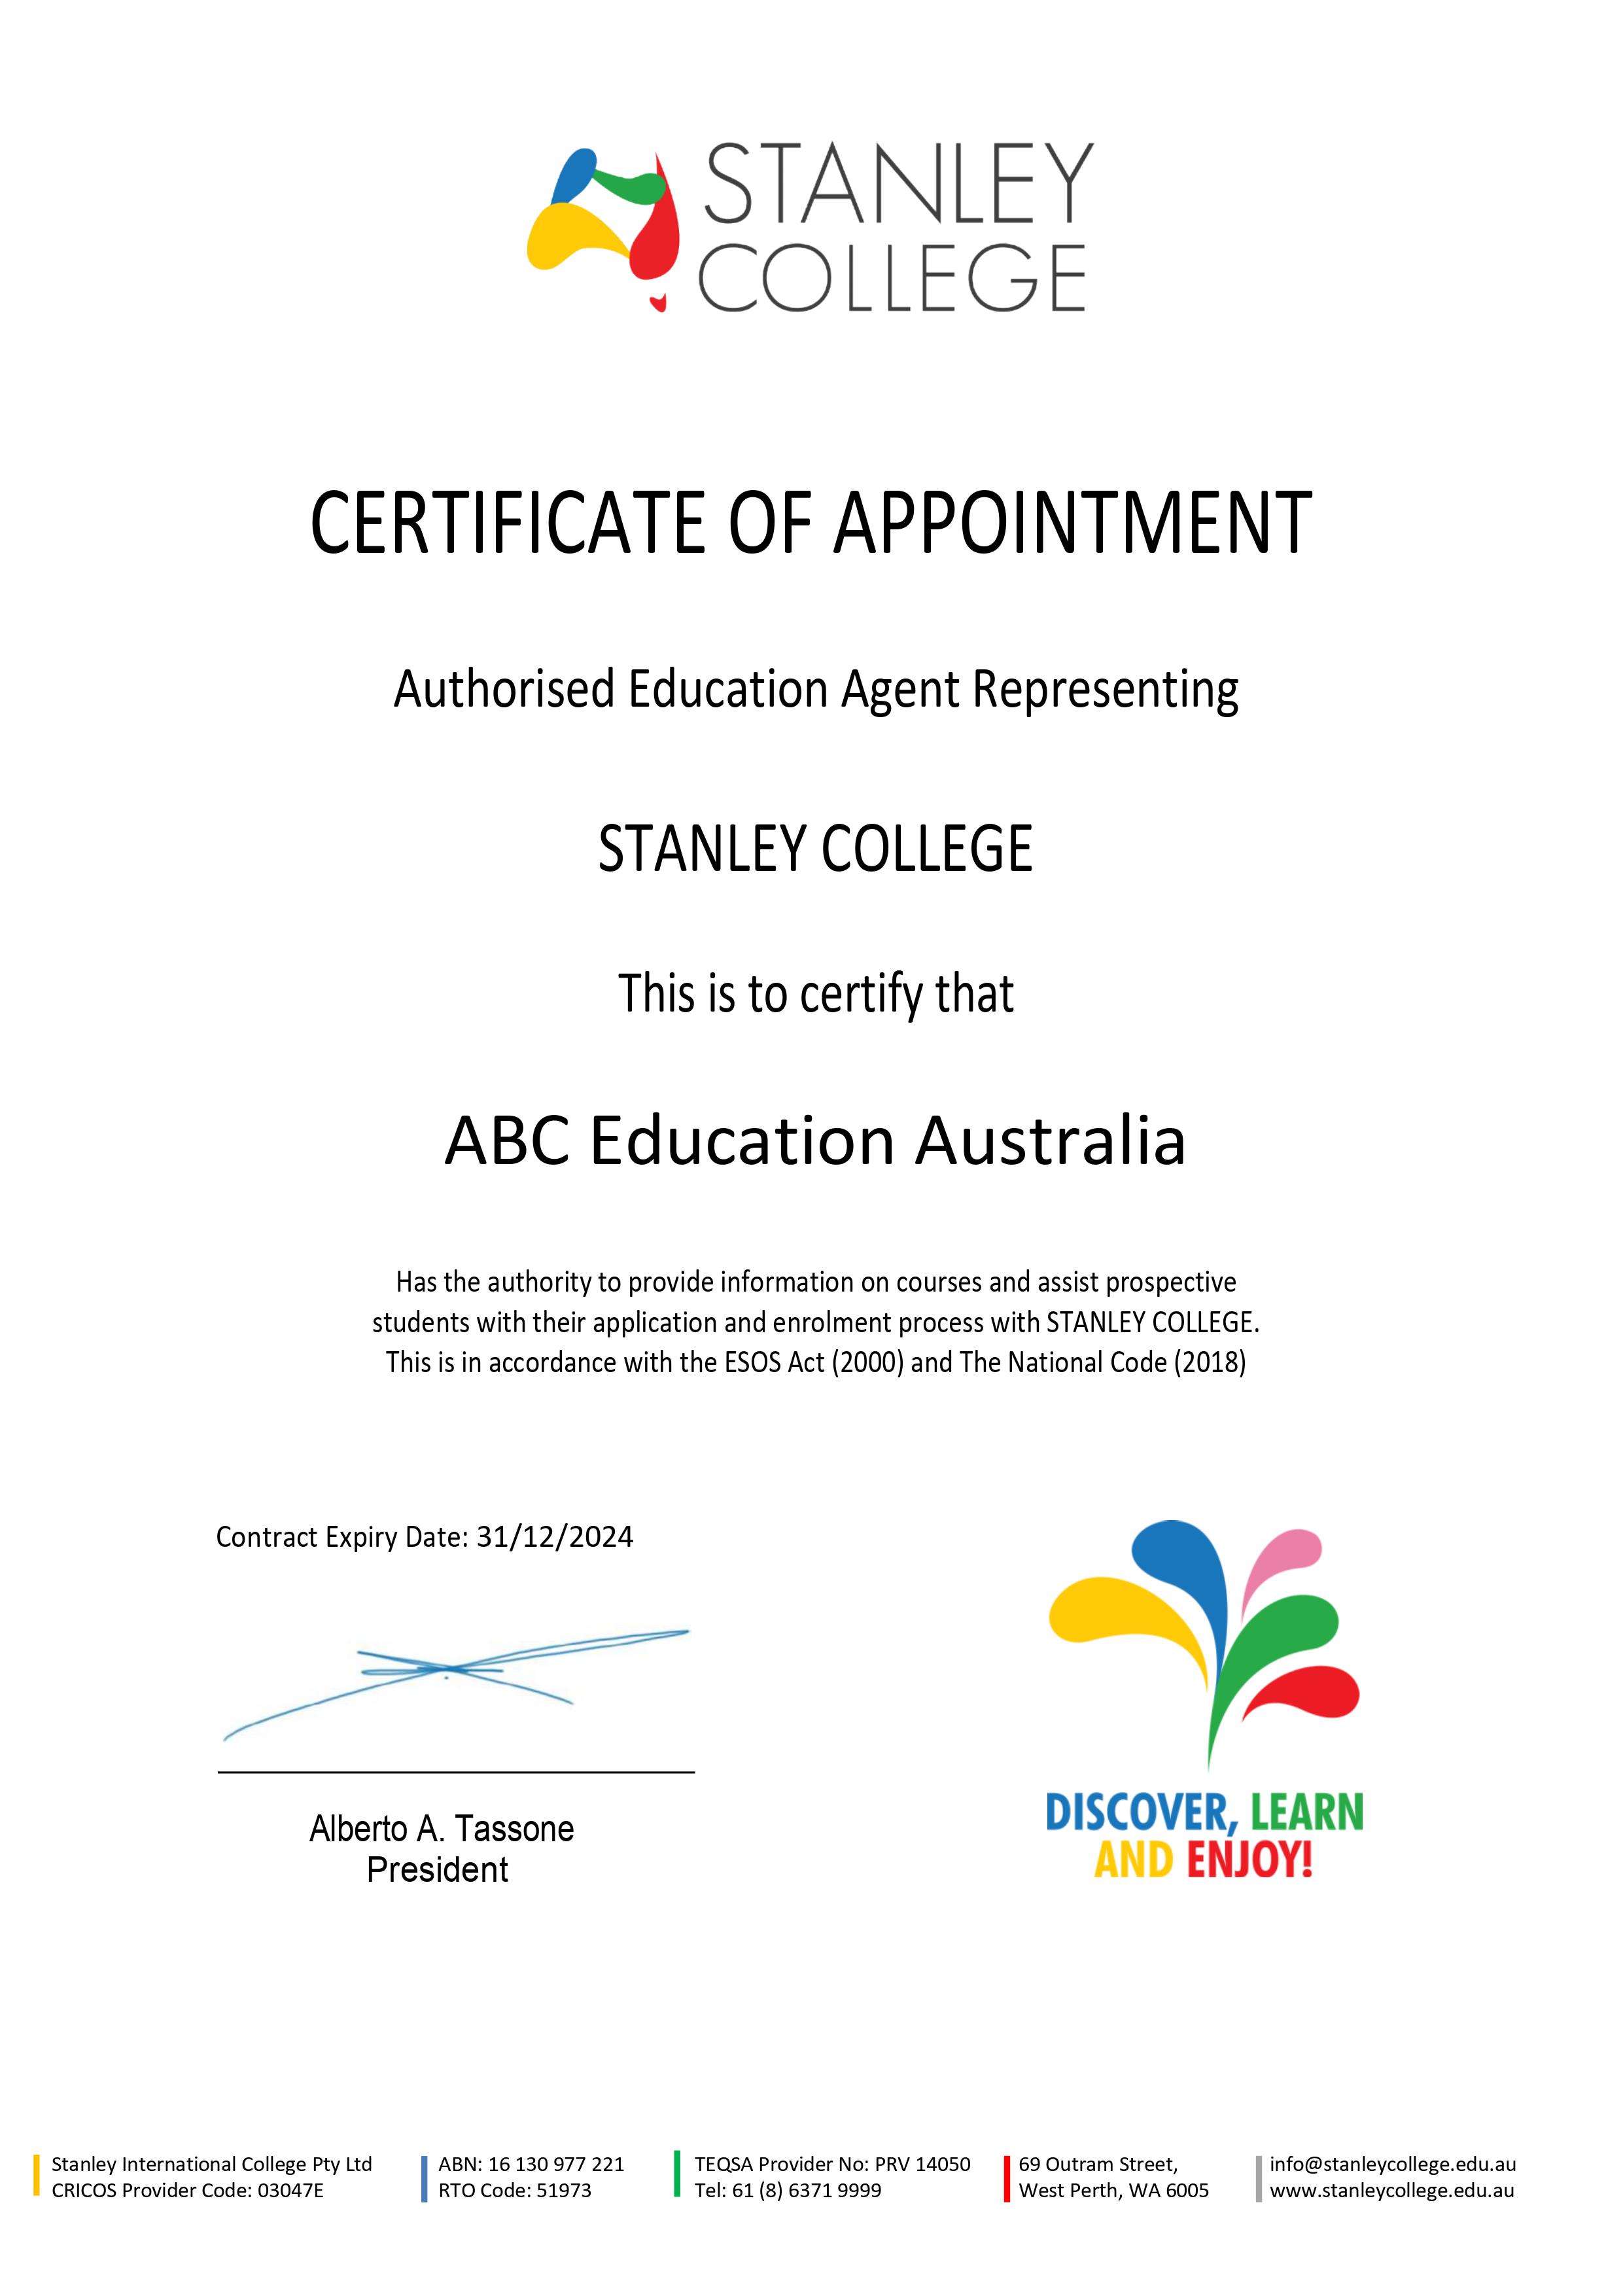 STANLEY
COLLEGE
CERTIFICATE OF APPOINTMENT
Authorised Education Agent Representing
STANLEY COLLEGE
This is to certify that
ABC Education Australia
Has the authority to provide information on courses and assist prospective
students with their application and enrolment process with STANLEY COLLEGE.
This is in accordance with the ESOS Act (2000) and The National Code (2018)
Contract Expiry Date: 31/12/2024
Alberto A. Tassone
President
DISCOVER, LEARN
AND ENJOY!
Stanley International College Pty Ltd
CRICOS Provider Code: 03047E
ABN: 16 130 977 221
RTO Code: 51973
TEQSA Provider No: PRV 14050
Tel: 61 (8) 6371 9999
69 Outram Street,
West Perth, WA 6005
info@stanleycollege.edu.au
www.stanleycollege.edu.au